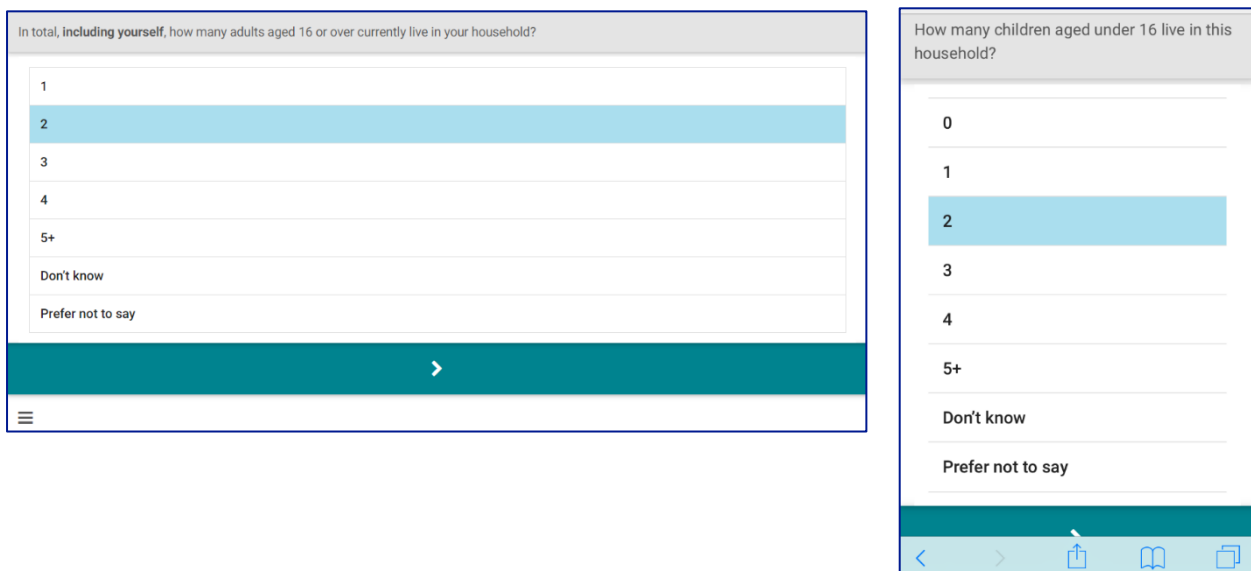 In total, including yourself, how many adults aged 16 or over currently live in your household?
1
2
3
4
5+
Don't know
Prefer not to say
How many children aged under 16 live in this
household?
0
1
2
3
4
5+
Don't know
Prefer not to say